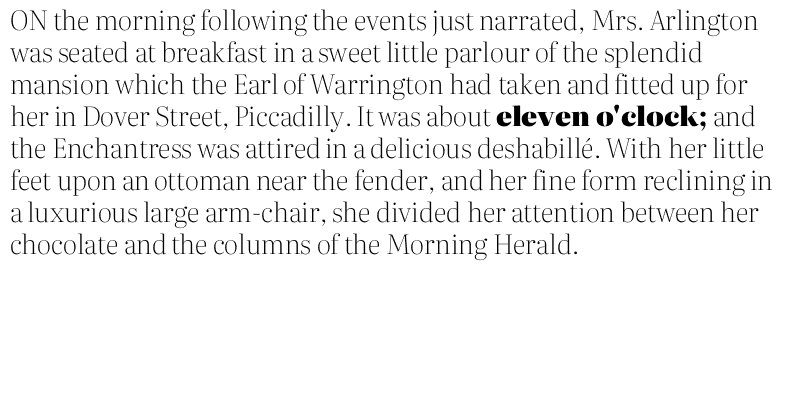 ON the morning following the events just narrated, Mrs. Arlington
was seated at breakfast in a sweet little parlour of the splendid
mansion which the Earl of Warrington had taken and fitted up for
her in Dover Street, Piccadilly. It was about eleven o'clock; and
the Enchantress was attired in a delicious deshabillé. With her little
feet upon an ottoman near the fender, and her fine form reclining in
a luxurious large arm-chair, she divided her attention between her
chocolate and the columns of the Morning Herald.